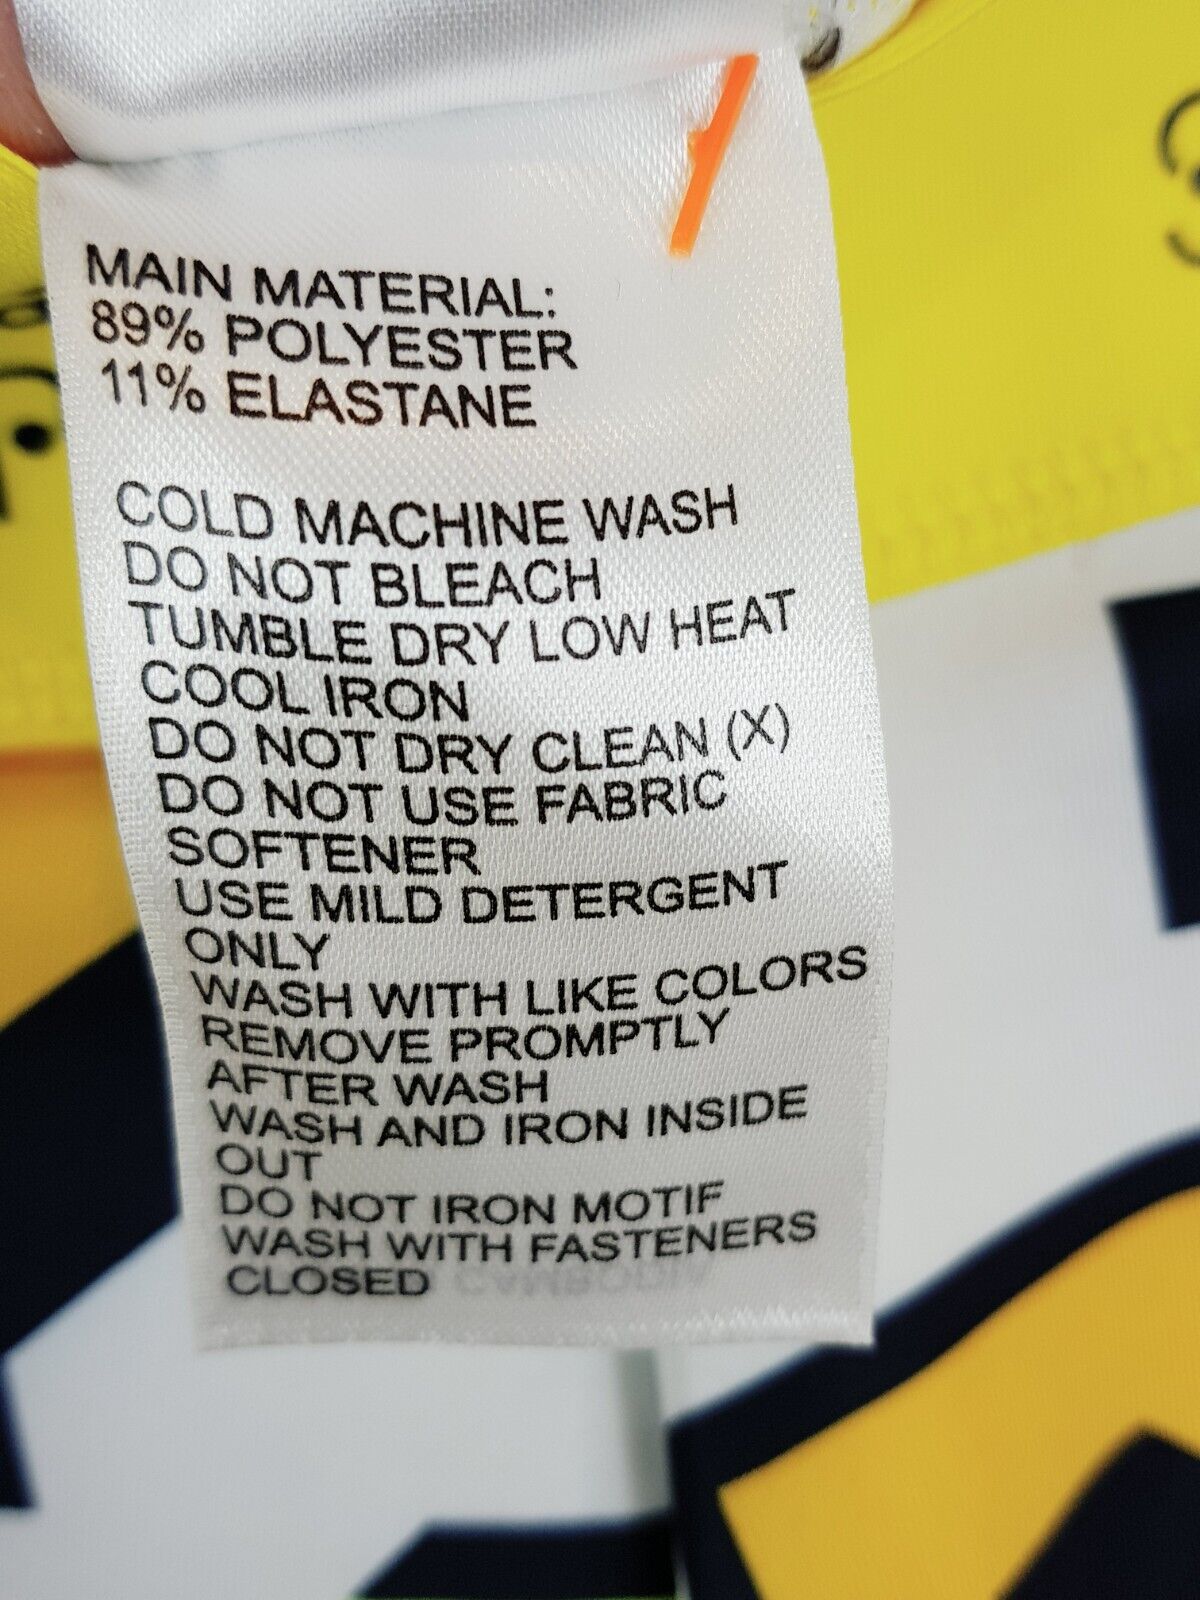 MAIN MATERIAL:
89% POLYESTER
11% ELASTANE
COLD MACHINE WASH
DO NOT BLEACH
TUMBLE DRY LOW HEAT
COOL IRON
DO NOT DRY CLEAN (X)
DO NOT USE FABRIC
SOFTENER
USE MILD DETERGENT
ONLY
WASH WITH LIKE COLORS
REMOVE PROMPTLY
AFTER WASH
WASH AND IRON INSIDE
OUT
DO NOT IRON MOTIF
WASH WITH FASTENERS
CLOSED